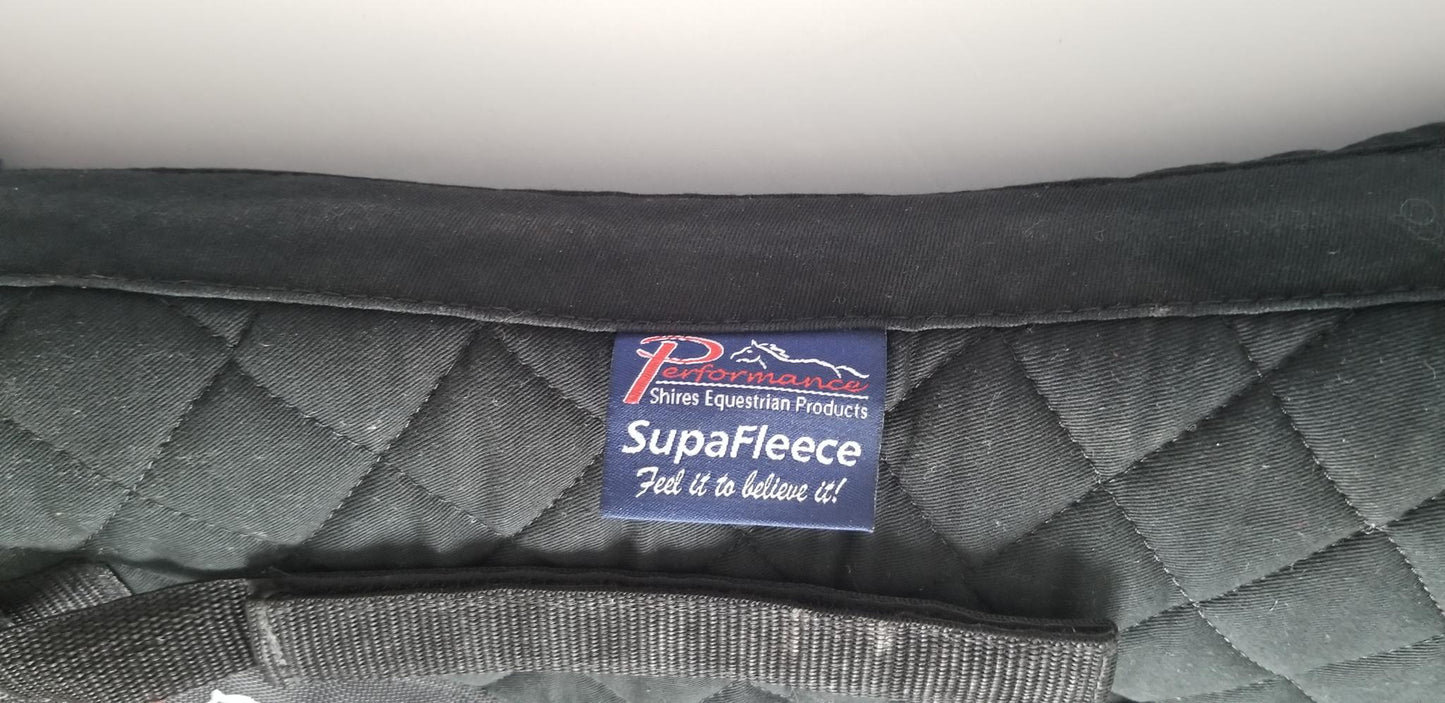 Performance
Shires Equestrian Products
SupaFleece
Feel it to believe it!